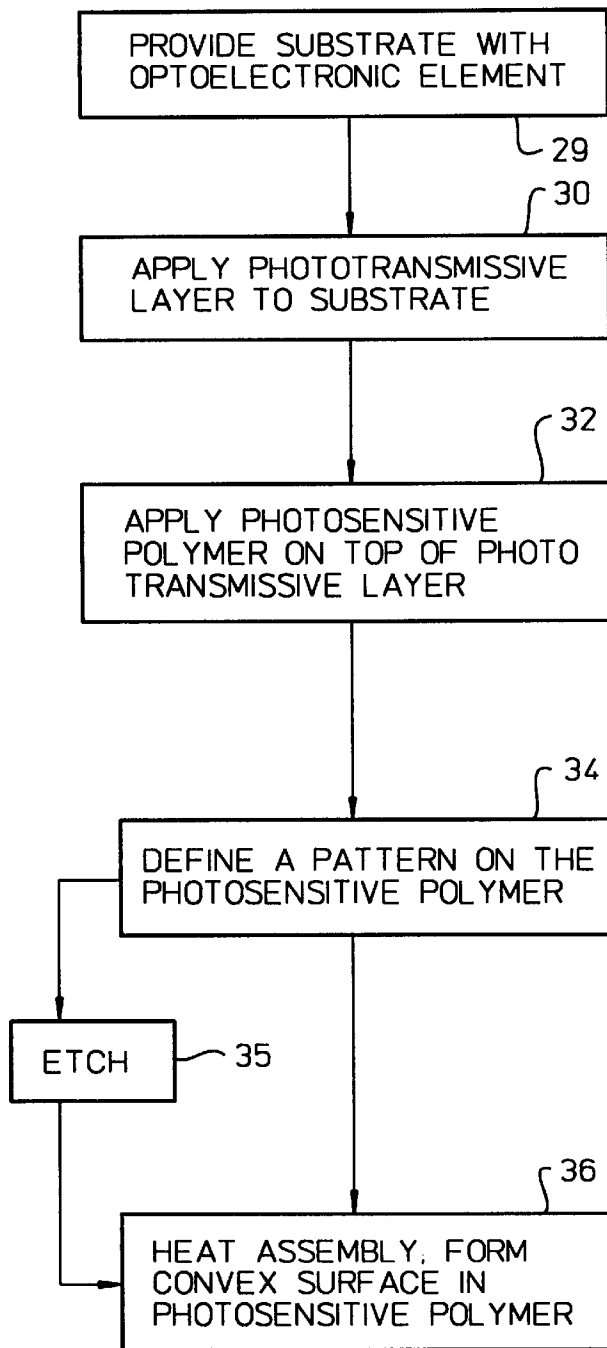 PROVIDE SUBSTRATE WITH
OPTOELECTRONIC ELEMENT
29
30
APPLY PHOTOTRANSMISSIVE
LAYER TO SUBSTRATE
32
APPLY PHOTOSENSITIVE
POLYMER ON TOP OF PHOTO
TRANSMISSIVE LAYER
34
DEFINE A PATTERN ON THE
PHOTOSENSITIVE POLYMER
ETCH
35
36
HEAT ASSEMBLY, FORM
CONVEX SURFACE IN
PHOTOSENSITIVE POLYMER